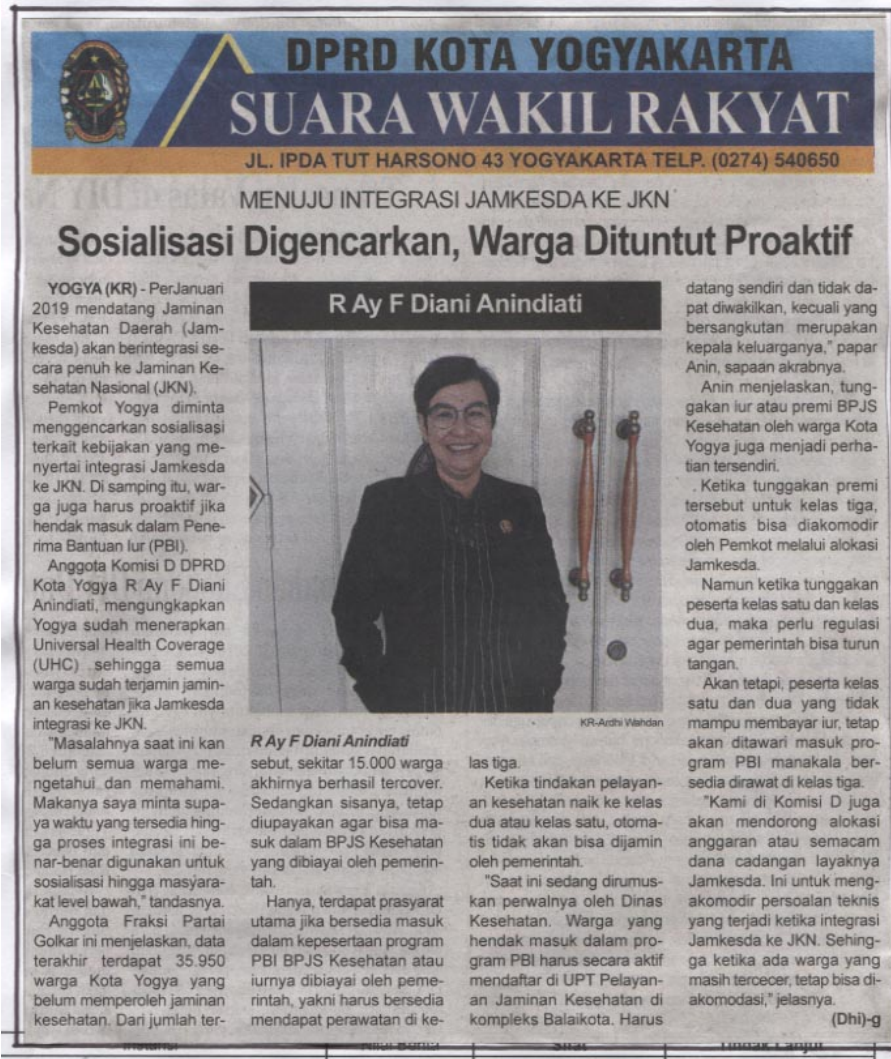 DPRD KOTA YOGYAKARTA
SUARA WAKIL RAKYAT
JL. IPDA TUT HARSONO 43 YOGYAKARTA TELP. (0274) 540650
MENUJU INTEGRASI JAMKESDA KE JKN
Sosialisasi Digencarkan, Warga Dituntut Proaktif
YOGYA (KR) - PerJanuari
2019 mendatang Jaminan
Kesehatan Daerah (Jam-
kesda) akan berintegrasi se-
cara penuh ke Jaminan Ke-
sehatan Nasional (JKN).
Pemkot Yogya diminta
menggencarkan sosialisasi
terkait kebijakan yang me-
nyertai integrasi Jamkesda
ke JKN. Di samping itu, war-
ga juga harus proaktif jika
hendak masuk dalam Pene-
rima Bantuan Iur (PBI).
Anggota Komisi D DPRD
Kota Yogya R Ay F Diani
Anindiati, mengungkapkan
Yogya sudah menerapkan
Universal Health Coverage
(UHC) sehingga semua
warga sudah terjamin jamin-
an kesehatan jika Jamkesda
integrasi ke JKN.
"Masalahnya saat ini kan
belum semua warga me-
ngetahui dan memahami.
Makanya saya minta supa-
ya waktu yang tersedia hing-
ga proses integrasi ini be-
nar-benar digunakan untuk
sosialisasi hingga masyara-
kat level bawah," tandasnya.
Anggota Fraksi Partai
Golkar ini menjelaskan, data
terakhir terdapat 35.950
warga Kota Yogya yang
belum memperoleh jaminan
kesehatan. Dari jumlah ter-
R Ay F Diani Anindiati
KR-Ardhi Wahdan
R Ay F Diani Anindiati
sebut, sekitar 15.000 warga
akhirnya berhasil tercover.
Sedangkan sisanya, tetap
diupayakan agar bisa ma-
suk dalam BPJS Kesehatan
yang dibiayai oleh pemerin-
tah.
Hanya, terdapat prasyarat
utama jika bersedia masuk
dalam kepesertaan program
PBI BPJS Kesehatan atau
iurnya dibiayai oleh peme-
rintah, yakni harus bersedia
mendapat perawatan di ke-
las tiga.
Ketika tindakan pelayan-
an kesehatan naik ke kelas
dua atau kelas satu, otoma-
tis tidak akan bisa dijamin
oleh pemerintah.
"Saat ini sedang dirumus-
kan perwalnya oleh Dinas
Kesehatan. Warga yang
hendak masuk dalam pro-
gram PBI harus secara aktif
mendaftar di UPT Pelayan-
an Jaminan Kesehatan di
kompleks Balaikota. Harus
datang sendiri dan tidak da-
pat diwakilkan, kecuali yang
bersangkutan merupakan
kepala keluarganya," papar
Anin, sapaan akrabnya.
Anin menjelaskan, tung-
gakan iur atau premi BPJS
Kesehatan oleh warga Kota
Yogya juga menjadi perha-
tian tersendiri.
Ketika tunggakan premi
tersebut untuk kelas tiga,
otomatis bisa diakomodir
oleh Pemkot melalui alokasi
Jamkesda.
Namun ketika tunggakan
peserta kelas satu dan kelas
dua, maka perlu regulasi
agar pemerintah bisa turun
tangan.
Akan tetapi, peserta kelas
satu dan dua yang tidak
mampu membayar iur, tetap
akan ditawari masuk pro-
gram PBI manakala ber-
sedia dirawat di kelas tiga.
"Kami di Komisi D juga
akan mendorong alokasi
anggaran atau semacam
dana cadangan layaknya
Jamkesda. Ini untuk meng-
akomodir persoalan teknis
yang terjadi ketika integrasi
Jamkesda ke JKN. Sehing-
ga ketika ada warga yang
masih tercecer, tetap bisa di-
akomodasi," jelasnya.
(Dhi)-g